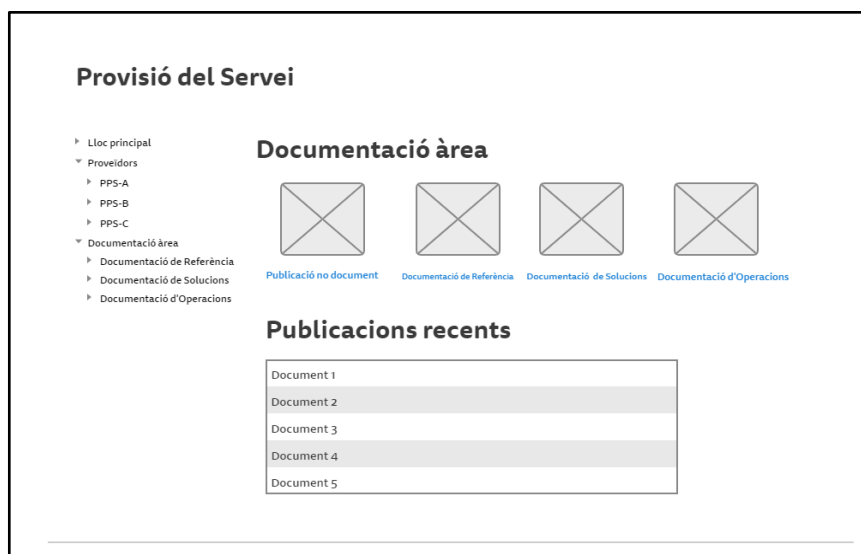 Provisió del Servei
Lloc principal
Proveïdors
PPS-A
PPS-B
PPS-C
Documentació àrea
Documentació de Referència
Documentació de Solucions
Documentació d'Operacions
Documentació àrea
Publicació no document
Documentació de Referència
Documentació de Solucions
Documentació d'Operacions
Publicacions recents
Document 1
Document 2
Document 3
Document 4
Document 5